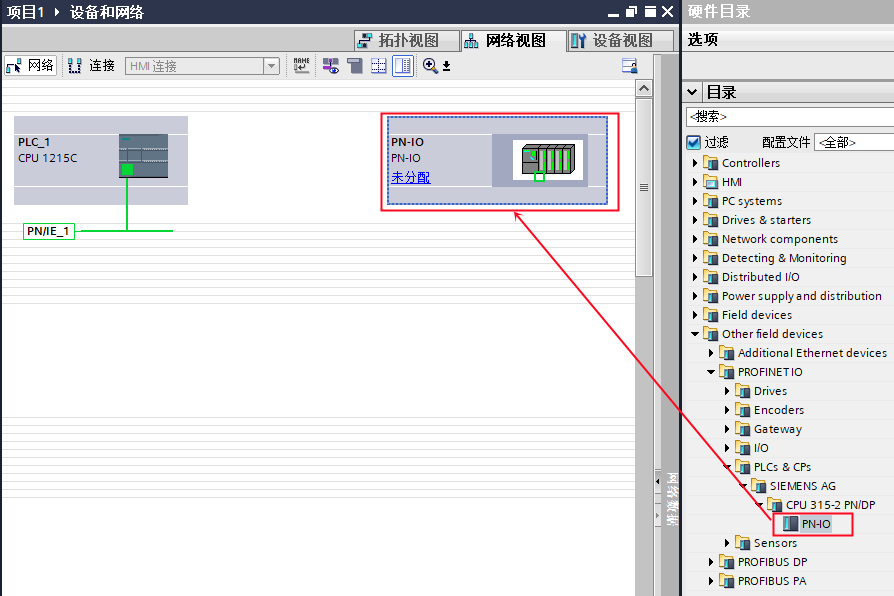 项目1 设备和网络
硬件目录
选项
拓扑视图
网络视图
设备视图
网络
连接
HMI 连接
目录
<搜索>
过滤
配置文件
<全部>
PLC_1
CPU 1215C
PN/IE_1
PN-IO
PN-IO
未分配
网络数据
Controllers
HMI
PC systems
Drives & starters
Network components
Detecting & Monitoring
Distributed I/O
Power supply and distribution
Field devices
Other field devices
Additional Ethernet devices
PROFINET IO
Drives
Encoders
Gateway
I/O
PLCs & CPs
SIEMENS AG
CPU 315-2 PN/DP
PN-IO
Sensors
PROFIBUS DP
PROFIBUS PA